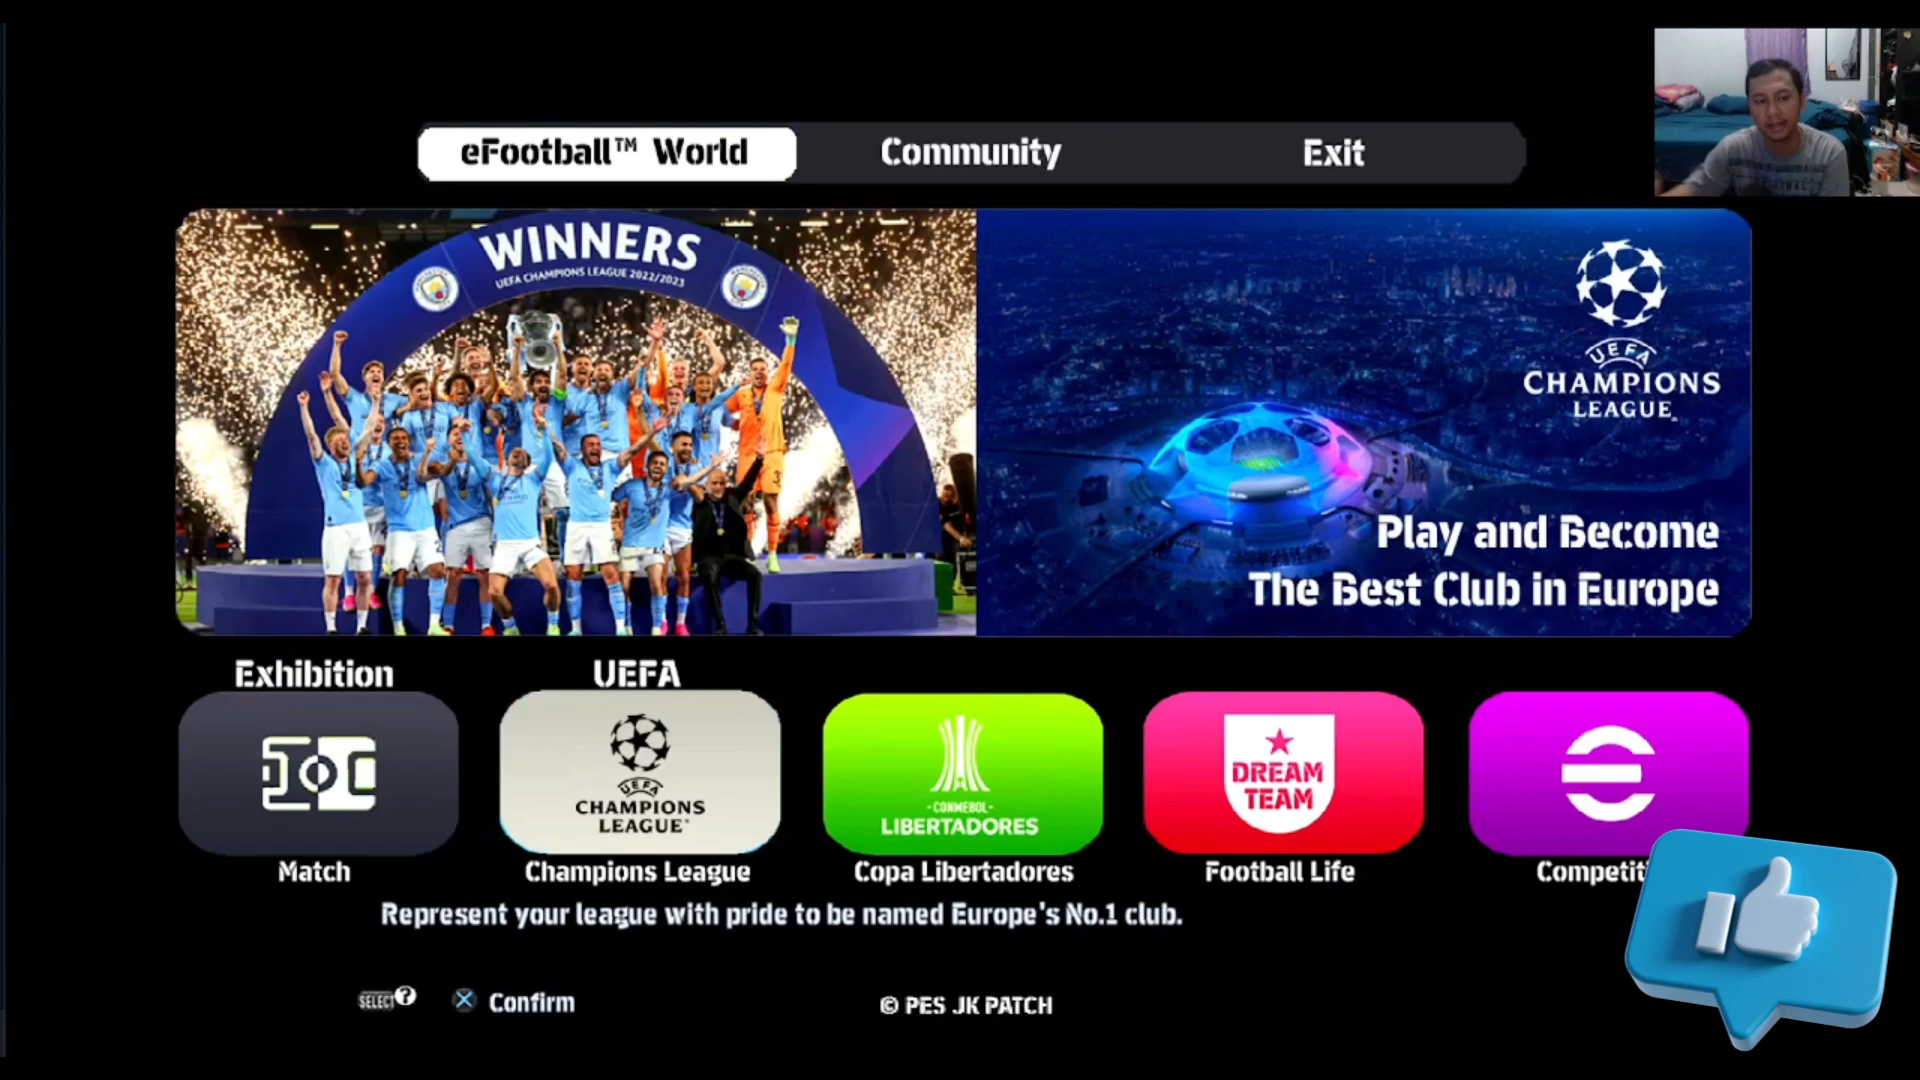 eFootball™ World
Community
Exit
WINNERS
UEFA CHAMPIONS LEAGUE 2022/2023
UEFA
CHAMPIONS
LEAGUE
Play and Become
The Best Club in Europe
Exhibition
UEFA
UEFA
CHAMPIONS
LEAGUE
-CONMEBOL-
LIBERTADORES
DREAM
TEAM
Match
Champions League
Copa Libertadores
Football Life
Represent your league with pride to be named Europe's No.1 club.
SELECT ?
Confirm
© PES JK PATCH